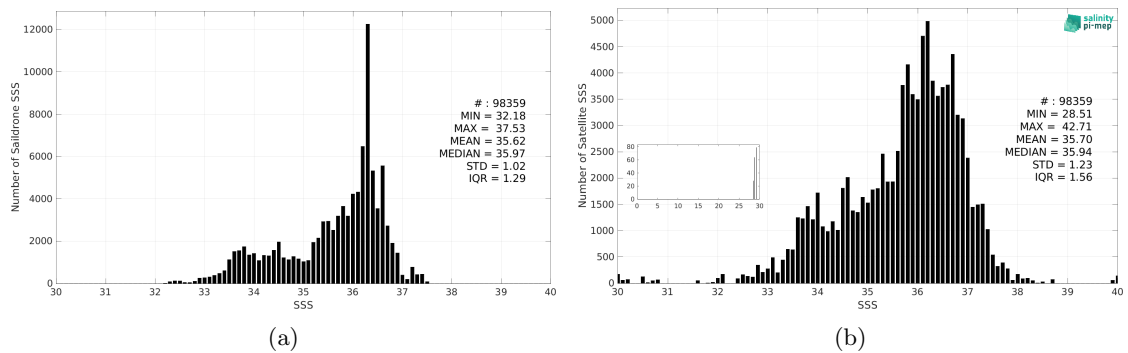 12000
10000
8000
6000
4000
2000
0
Number of Saildrone SSS
# : 98359
MIN = 32.18
MAX = 37.53
MEAN = 35.62
MEDIAN = 35.97
STD = 1.02
IQR = 1.29
30 31 32 33 34 35 36 37 38 39 40
SSS
(a)
5000
4500
4000
3500
3000
2500
2000
1500
1000
500
0
Number of Satellite SSS
salinity
pi-mep
# : 98359
MIN = 28.51
MAX = 42.71
MEAN = 35.70
MEDIAN = 35.94
STD = 1.23
IQR = 1.56
80
60
40
20
0
0 5 10 15 20 25 30
30 31 32 33 34 35 36 37 38 39 40
SSS
(b)